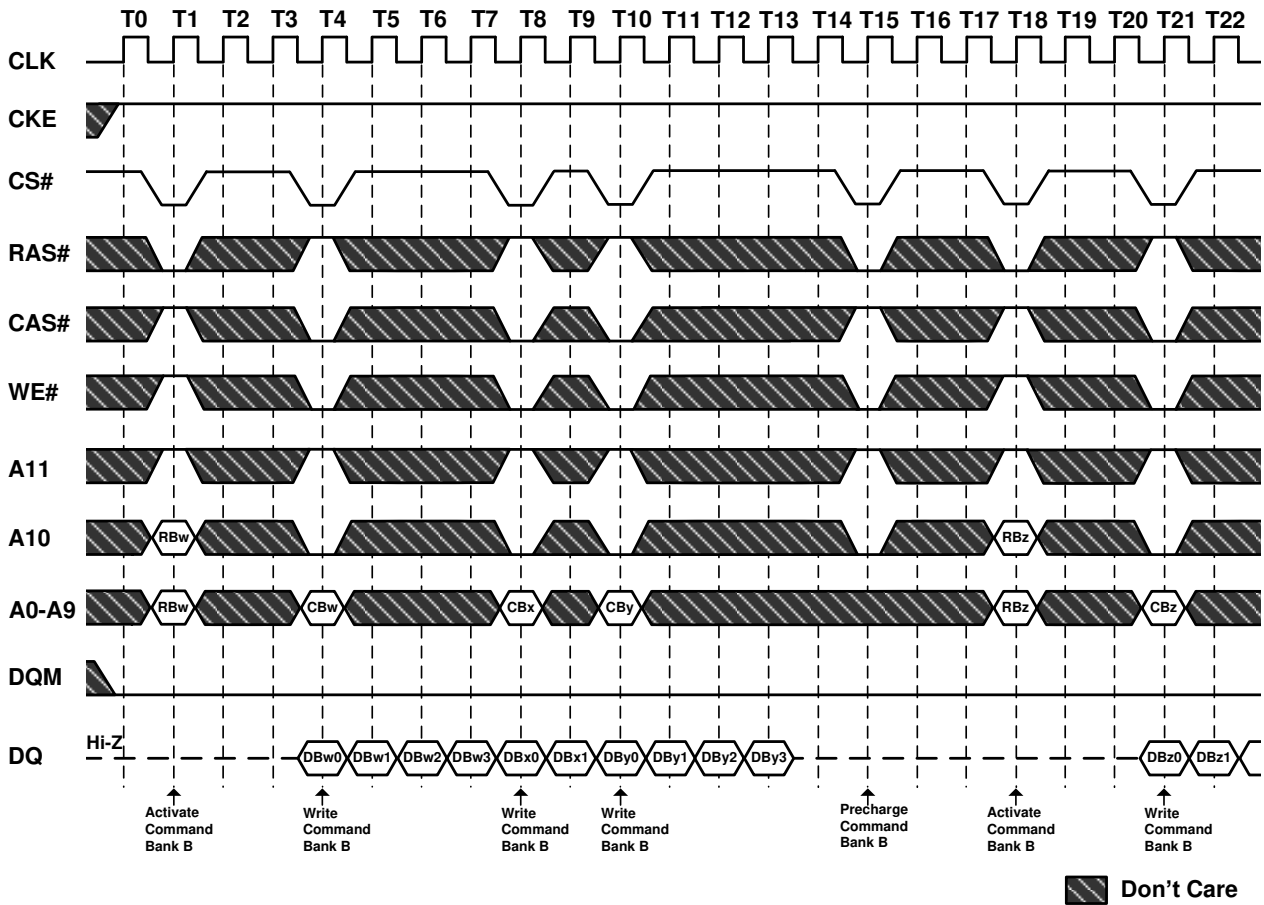 T0 T1 T2 T3 T4 T5 T6 T7 T8 T9 T10 T11 T12 T13 T14 T15 T16 T17 T18 T19 T20 T21 T22
CLK
CKE
CS#
RAS#
CAS#
WE#
A11
A10 RBw RBz
A0-A9 RBw CBw CBx CBy RBz CBz
DQM
DQ Hi-Z DBw0 DBw1 DBw2 DBw3 DBx0 DBx1 DBy0 DBy1 DBy2 DBy3 DBz0 DBz1
Activate
Command
Bank B
Write
Command
Bank B
Write
Command
Bank B
Write
Command
Bank B
Precharge
Command
Bank B
Activate
Command
Bank B
Write
Command
Bank B
Don't Care